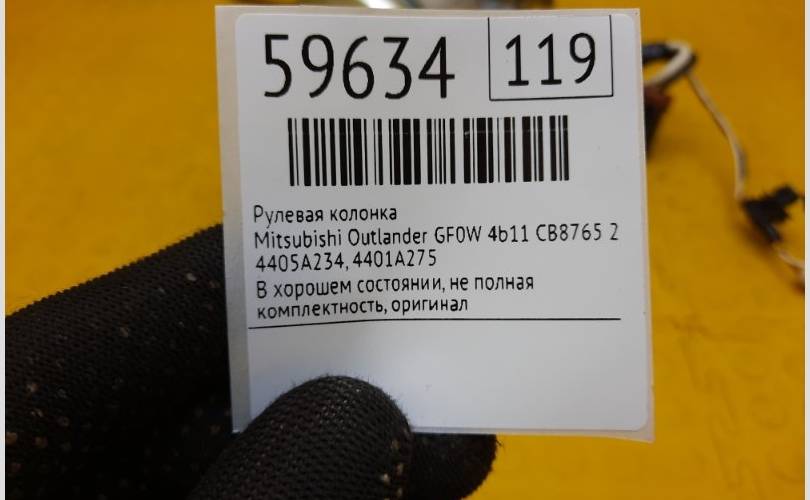 59634 119
Рулевая колонка
Mitsubishi Outlander GF0W 4b11 CB8765 2
4405A234, 4401A275
В хорошем состоянии, не полная
комплектность, оригинал